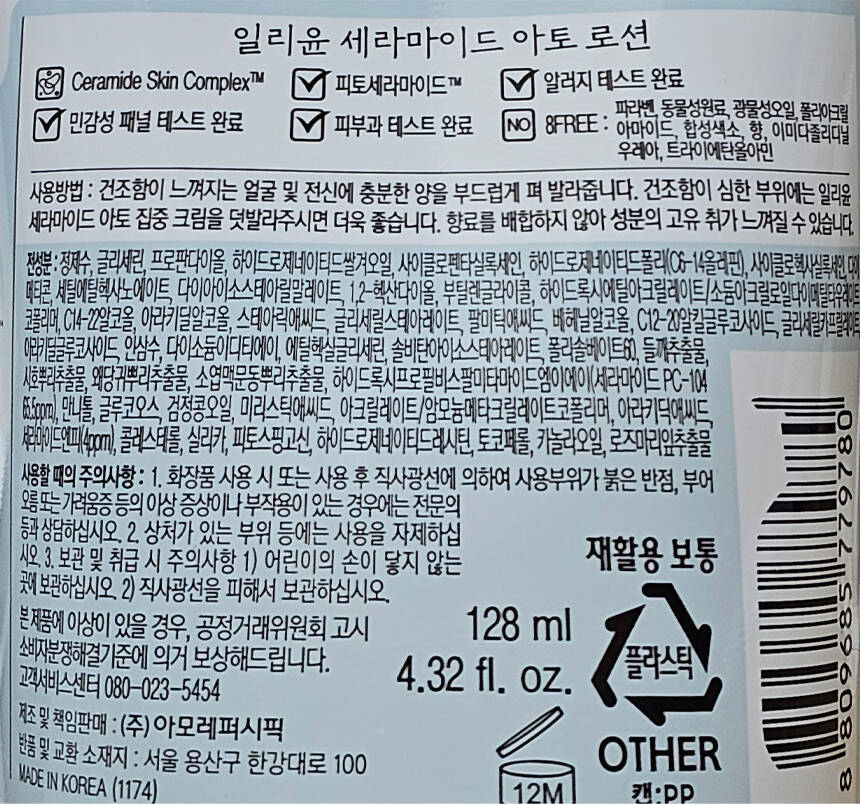 일리윤 세라마이드 아토 로션
Ceramide Skin Complex™ 피토세라마이드™ 알러지 테스트 완료
민감성 패널 테스트 완료 피부과 테스트 완료 NO 8FREE : 파라벤, 동물성원료, 광물성오일, 폴리아크릴
아마이드, 합성색소, 향, 이미다졸리디닐
우레아, 트라이에탄올아민
사용방법 : 건조함이 느껴지는 얼굴 및 전신에 충분한 양을 부드럽게 펴 발라줍니다. 건조함이 심한 부위에는 일리윤
세라마이드 아토 집중 크림을 덧발라주시면 더욱 좋습니다. 향료를 배합하지 않아 성분의 고유 취가 느껴질 수 있습니다.
전성분 : 정제수, 글리세린, 프로판다이올, 하이드로제네이티드쌀겨오일, 사이클로펜타실록세인, 하이드로제네이티드폴리(C6-14올레핀), 사이클로헥사실록세인, 다이
메티콘, 세틸에틸헥사노에이트, 다이아이소스테아릴말레이트, 1,2-헥산다이올, 부틸렌글라이콜, 하이드록시에틸아크릴레이트/소듐아크릴로일다이메틸타우레이트
코폴리머, C14-22알코올, 아라키딜알코올, 스테아릭애씨드, 글리세릴스테아레이트, 팔미틱애씨드, 베헤닐알코올, C12-20알킬글루코사이드, 글리세릴카프릴레이트,
아라키딜글루코사이드, 인삼수, 다이소듐이디티에이, 에틸헥실글리세린, 솔비탄아이소스테아레이트, 폴리솔베이트60, 들깨추출물,
시호뿌리추출물, 왜당귀뿌리추출물, 소엽맥문동뿌리추출물, 하이드록시프로필비스팔미타마이드엠이에이(세라마이드 PC-104
65.5ppm), 만니톨, 글루코오스, 검정콩오일, 미리스틱애씨드, 아크릴레이트/암모늄메타크릴레이트코폴리머, 아라키딕애씨드,
세라마이드엔피(4ppm), 콜레스테롤, 실리카, 피토스핑고신, 하이드로제네이티드레시틴, 토코페롤, 카놀라오일, 로즈마리잎추출물
사용할 때의 주의사항 : 1. 화장품 사용 시 또는 사용 후 직사광선에 의하여 사용부위가 붉은 반점, 부어
오름 또는 가려움증 등의 이상 증상이나 부작용이 있는 경우에는 전문의
등과 상담하십시오. 2. 상처가 있는 부위 등에는 사용을 자제하십
시오. 3. 보관 및 취급 시 주의사항 1) 어린이의 손이 닿지 않는
곳에 보관하십시오. 2) 직사광선을 피해서 보관하십시오.
본 제품에 이상이 있을 경우, 공정거래위원회 고시
소비자분쟁해결기준에 의거 보상해드립니다.
고객서비스센터 080-023-5454
제조 및 책임판매 : (주)아모레퍼시픽
반품 및 교환 소재지 : 서울 용산구 한강대로 100
MADE IN KOREA (1174)
128 ml
4.32 fl. oz.
12M
재활용 보통
플라스틱
OTHER
캡:PP
8 809685 779780